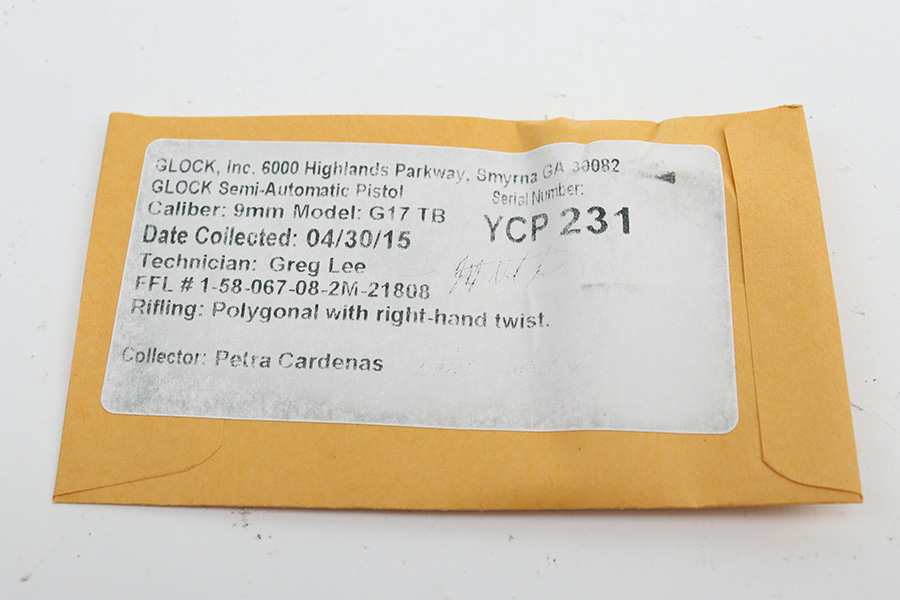 GLOCK, Inc. 6000 Highlands Parkway, Smyrna GA 30082
GLOCK Semi-Automatic Pistol
Serial Number:
Caliber: 9mm Model: G17 TB
YCP 231
Date Collected: 04/30/15
Technician: Greg Lee
FFL # 1-58-067-08-2M-21808
Rifling: Polygonal with right-hand twist.
Collector: Petra Cardenas